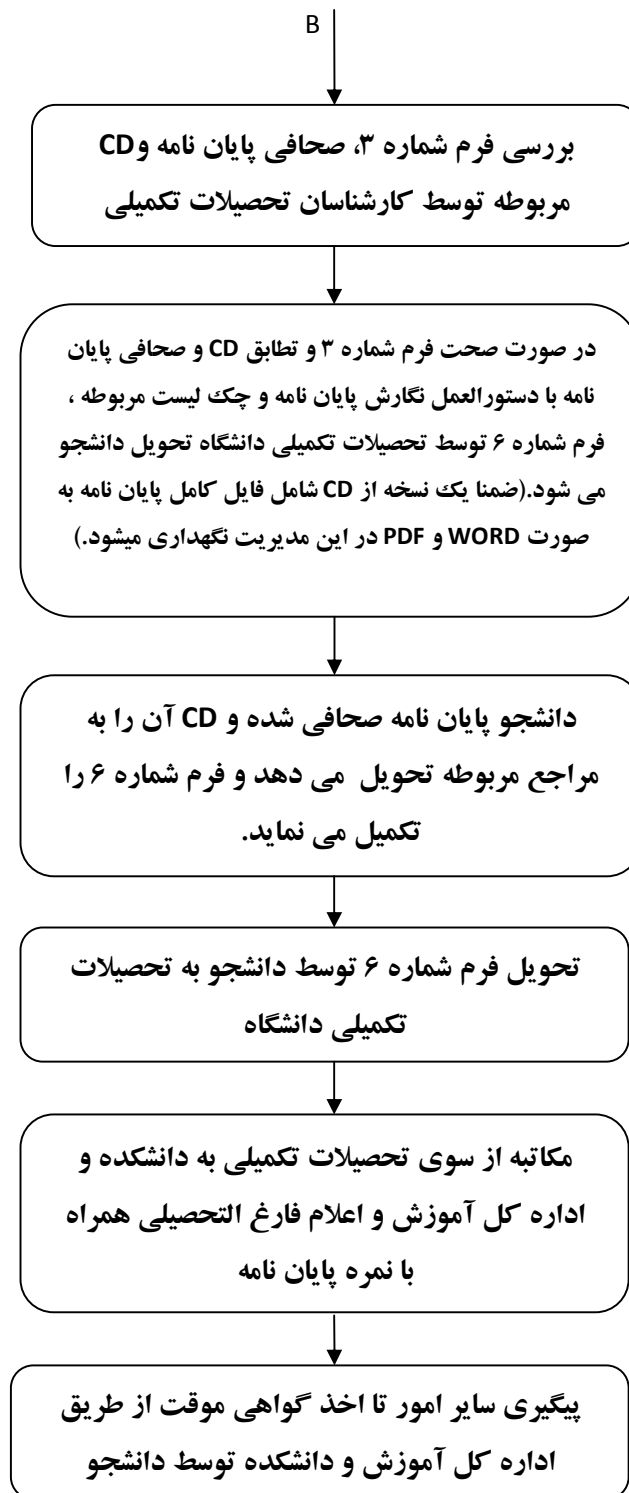 B
بررسی فرم شماره ۳، صحافی پایان نامه وCD
مربوطه توسط کارشناسان تحصیلات تکمیلی
در صورت صحت فرم شماره ۳ و تطابق CD و صحافی پایان
نامه با دستورالعمل نگارش پایان نامه و چک لیست مربوطه ،
فرم شماره ۶ توسط تحصیلات تکمیلی دانشگاه تحویل دانشجو
می شود.(ضمنا یک نسخه از CD شامل فایل کامل پایان نامه به
صورت WORD و PDF در این مدیریت نگهداری میشود.)
دانشجو پایان نامه صحافی شده و CD آن را به
مراجع مربوطه تحویل می دهد و فرم شماره ۶ را
تکمیل می نماید.
تحویل فرم شماره ۶ توسط دانشجو به تحصیلات
تکمیلی دانشگاه
مکاتبه از سوی تحصیلات تکمیلی به دانشکده و
اداره کل آموزش و اعلام فارغ التحصیلی همراه
با نمره پایان نامه
پیگیری سایر امور تا اخذ گواهی موقت از طریق
اداره کل آموزش و دانشکده توسط دانشجو